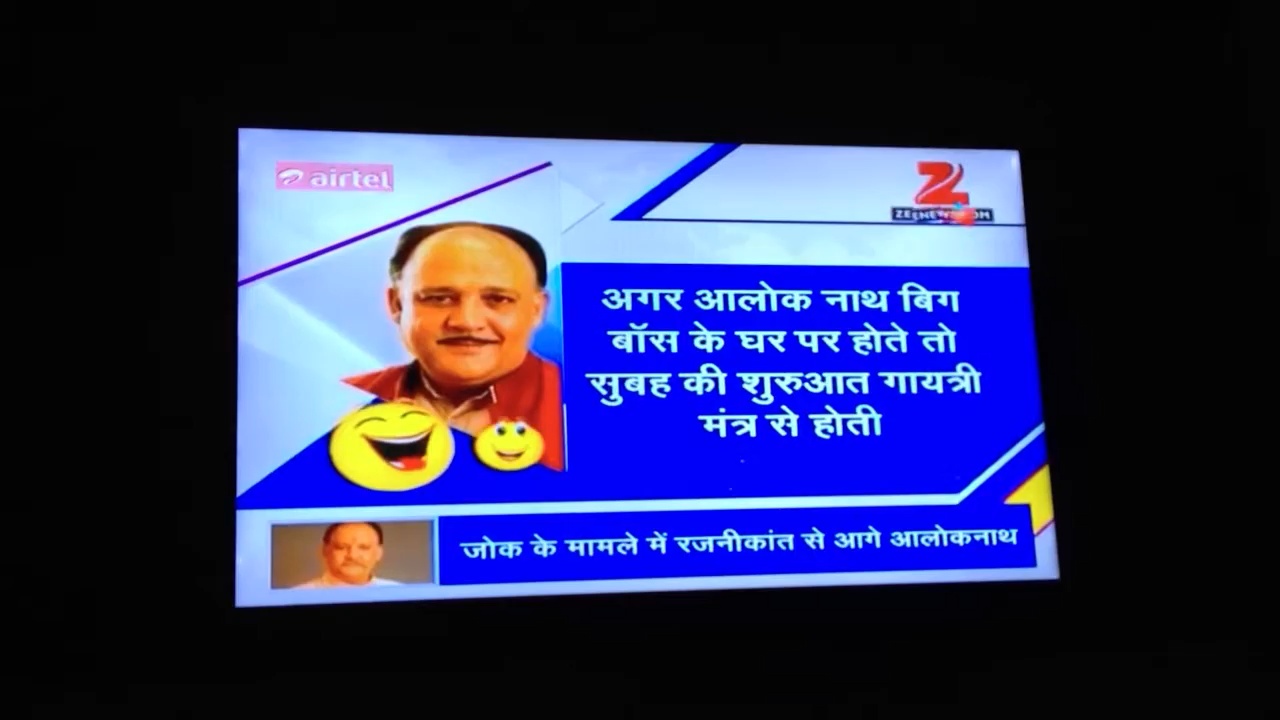 airtel
ZEENEWS.COM
अगर आलोक नाथ बिग
बॉस के घर पर होते तो
सुबह की शुरुआत गायत्री
मंत्र से होती
जोक के मामले में रजनीकांत से आगे आलोकनाथ